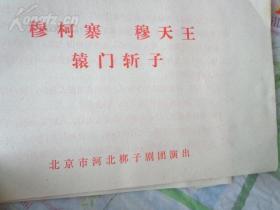 穆柯寨　穆天王
辕门斩子
北京市河北梆子剧团演出